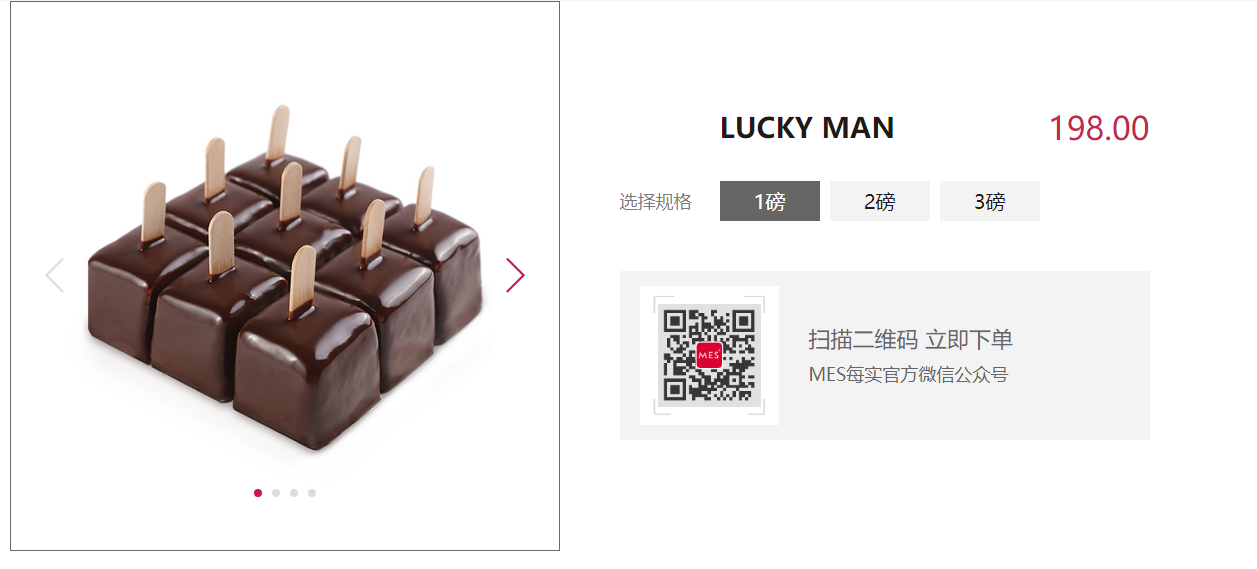 LUCKY MAN
198.00
选择规格
1磅
2磅
3磅
MES
扫描二维码 立即下单
MES每实官方微信公众号